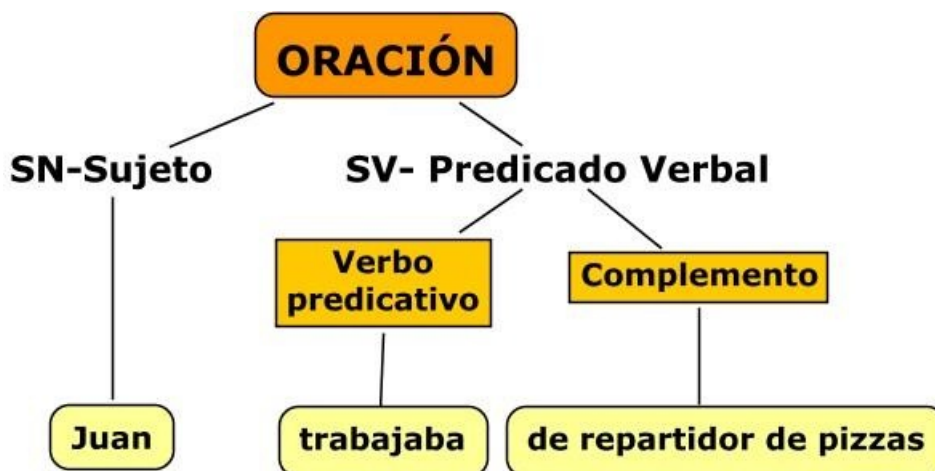 ORACIÓN
SN-Sujeto
SV- Predicado Verbal
Verbo
predicativo
Complemento
Juan
trabajaba
de repartidor de pizzas